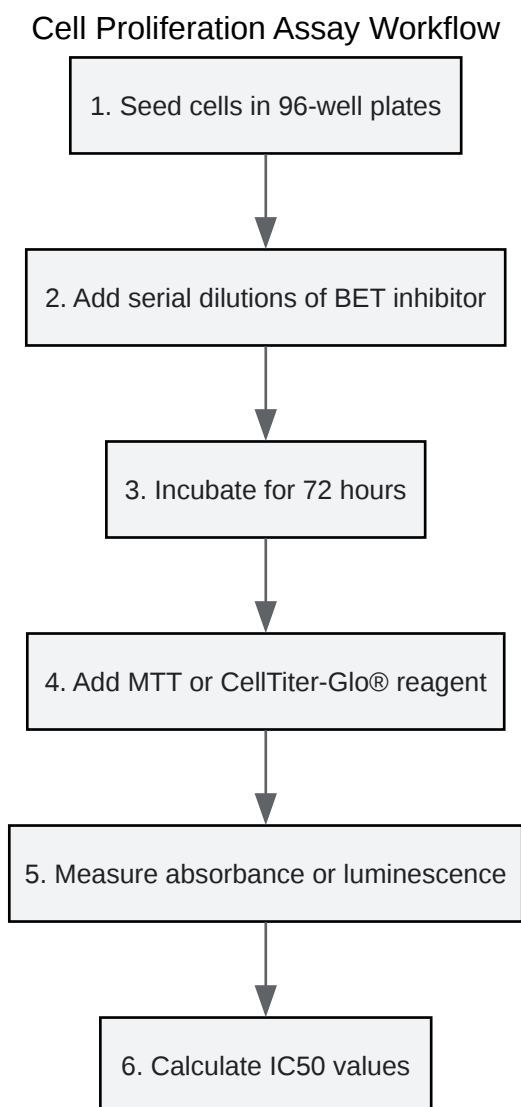 Cell Proliferation Assay Workflow
1. Seed cells in 96-well plates
2. Add serial dilutions of BET inhibitor
3. Incubate for 72 hours
4. Add MTT or CellTiter-Glo® reagent
5. Measure absorbance or luminescence
6. Calculate IC50 values